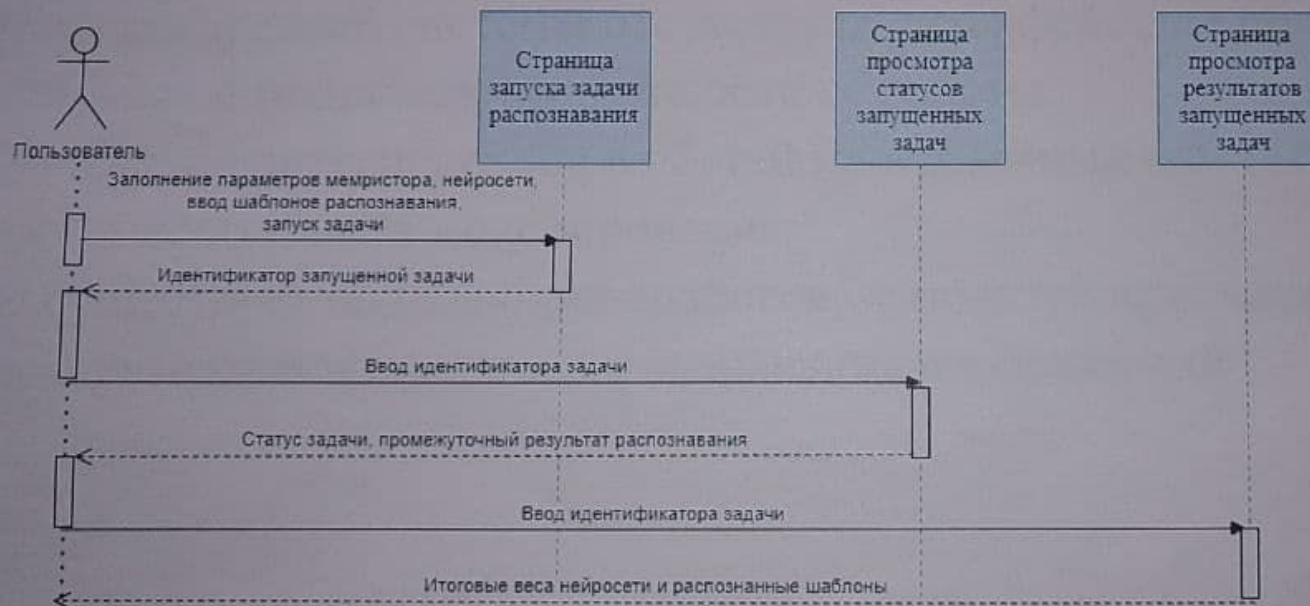 Страница
запуска задачи
распознавания
Страница
просмотра
статусов
запущенных
задач
Страница
просмотра
результатов
запущенных
задач
Пользователь
Заполнение параметров мемристора, нейросети,
ввод шаблоное распознавания,
запуск задачи
Идентификатор запущенной задачи
Ввод идентификатора задачи
Статус задачи, промежуточный результат распознавания
Ввод идентификатора задачи
Итоговые веса нейросети и распознанные шаблоны